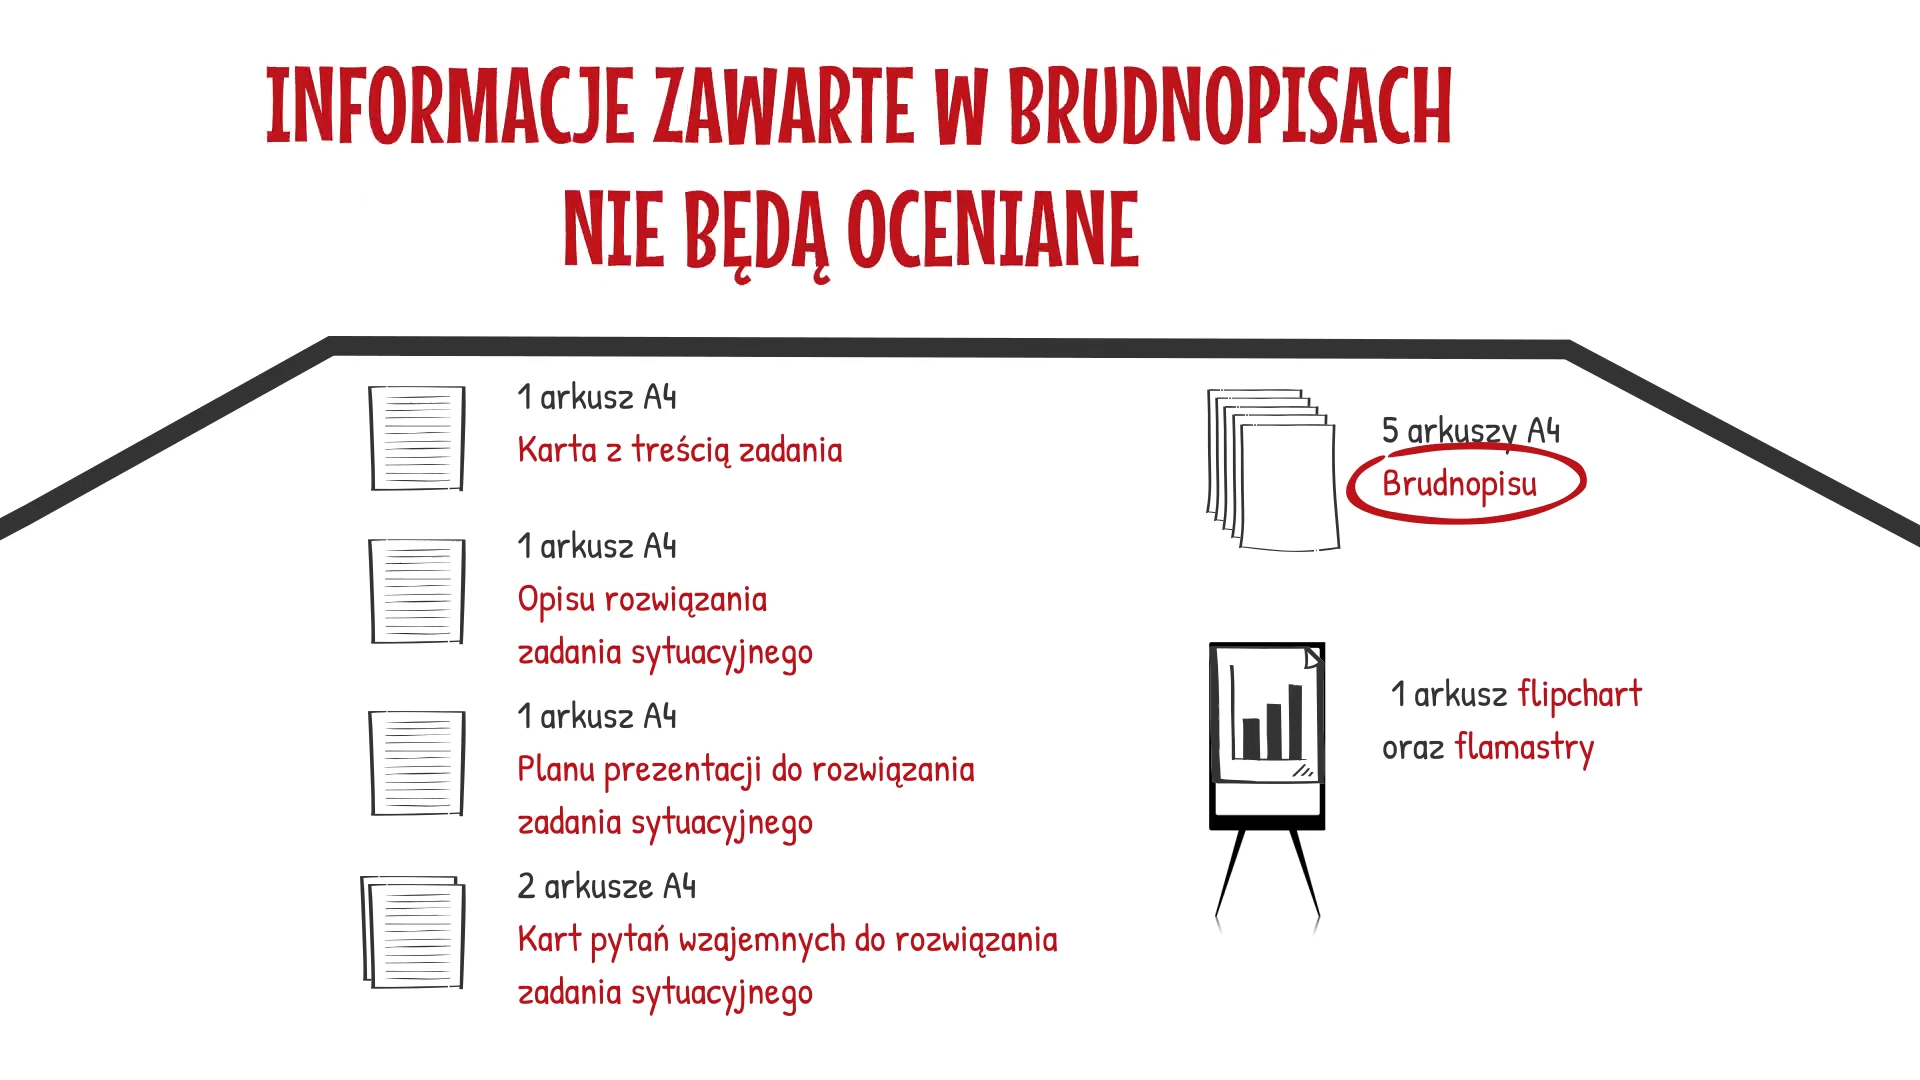 INFORMACJE ZAWARTE W BRUDNOPISACH
NIE BĘDĄ OCENIANE
1 arkusz A4
Karta z treścią zadania
1 arkusz A4
Opisu rozwiązania
zadania sytuacyjnego
1 arkusz A4
Planu prezentacji do rozwiązania
zadania sytuacyjnego
2 arkusze A4
Kart pytań wzajemnych do rozwiązania
zadania sytuacyjnego
5 arkuszy A4
Brudnopisu
1 arkusz flipchart
oraz flamastry